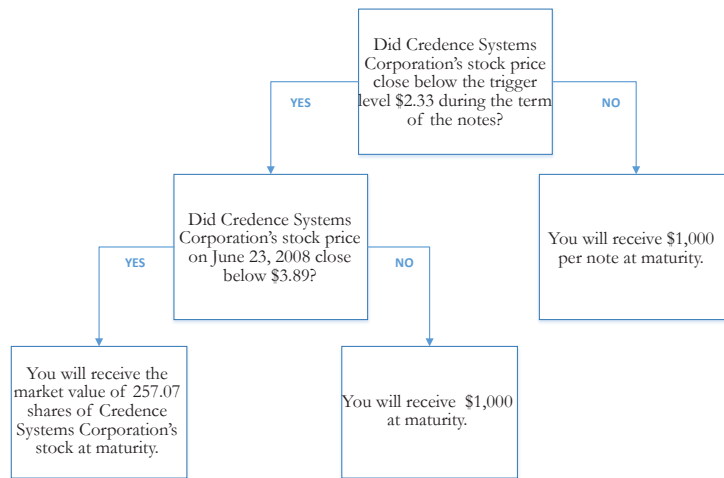 Did Credence Systems
Corporation's stock price
close below the trigger
level $2.33 during the term
of the notes?
YES
NO
Did Credence Systems
Corporation's stock price
on June 23, 2008 close
below $3.89?
You will receive $1,000
per note at maturity.
YES
NO
You will receive the
market value of 257.07
shares of Credence
Systems Corporation's
stock at maturity.
You will receive $1,000
at maturity.